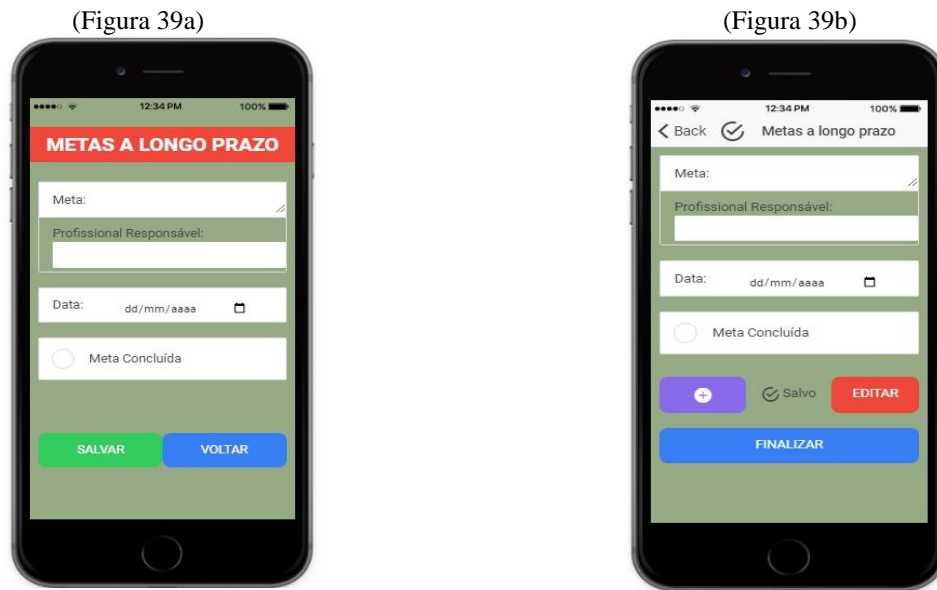 (Figura 39a)
12:34 PM 100%
METAS A LONGO PRAZO
Meta:
Profissional Responsável:
Data: dd/mm/aaaa
Meta Concluída
SALVAR VOLTAR
(Figura 39b)
12:34 PM 100%
Back Metas a longo prazo
Meta:
Profissional Responsável:
Data: dd/mm/aaaa
Meta Concluída
Salvo EDITAR
FINALIZAR